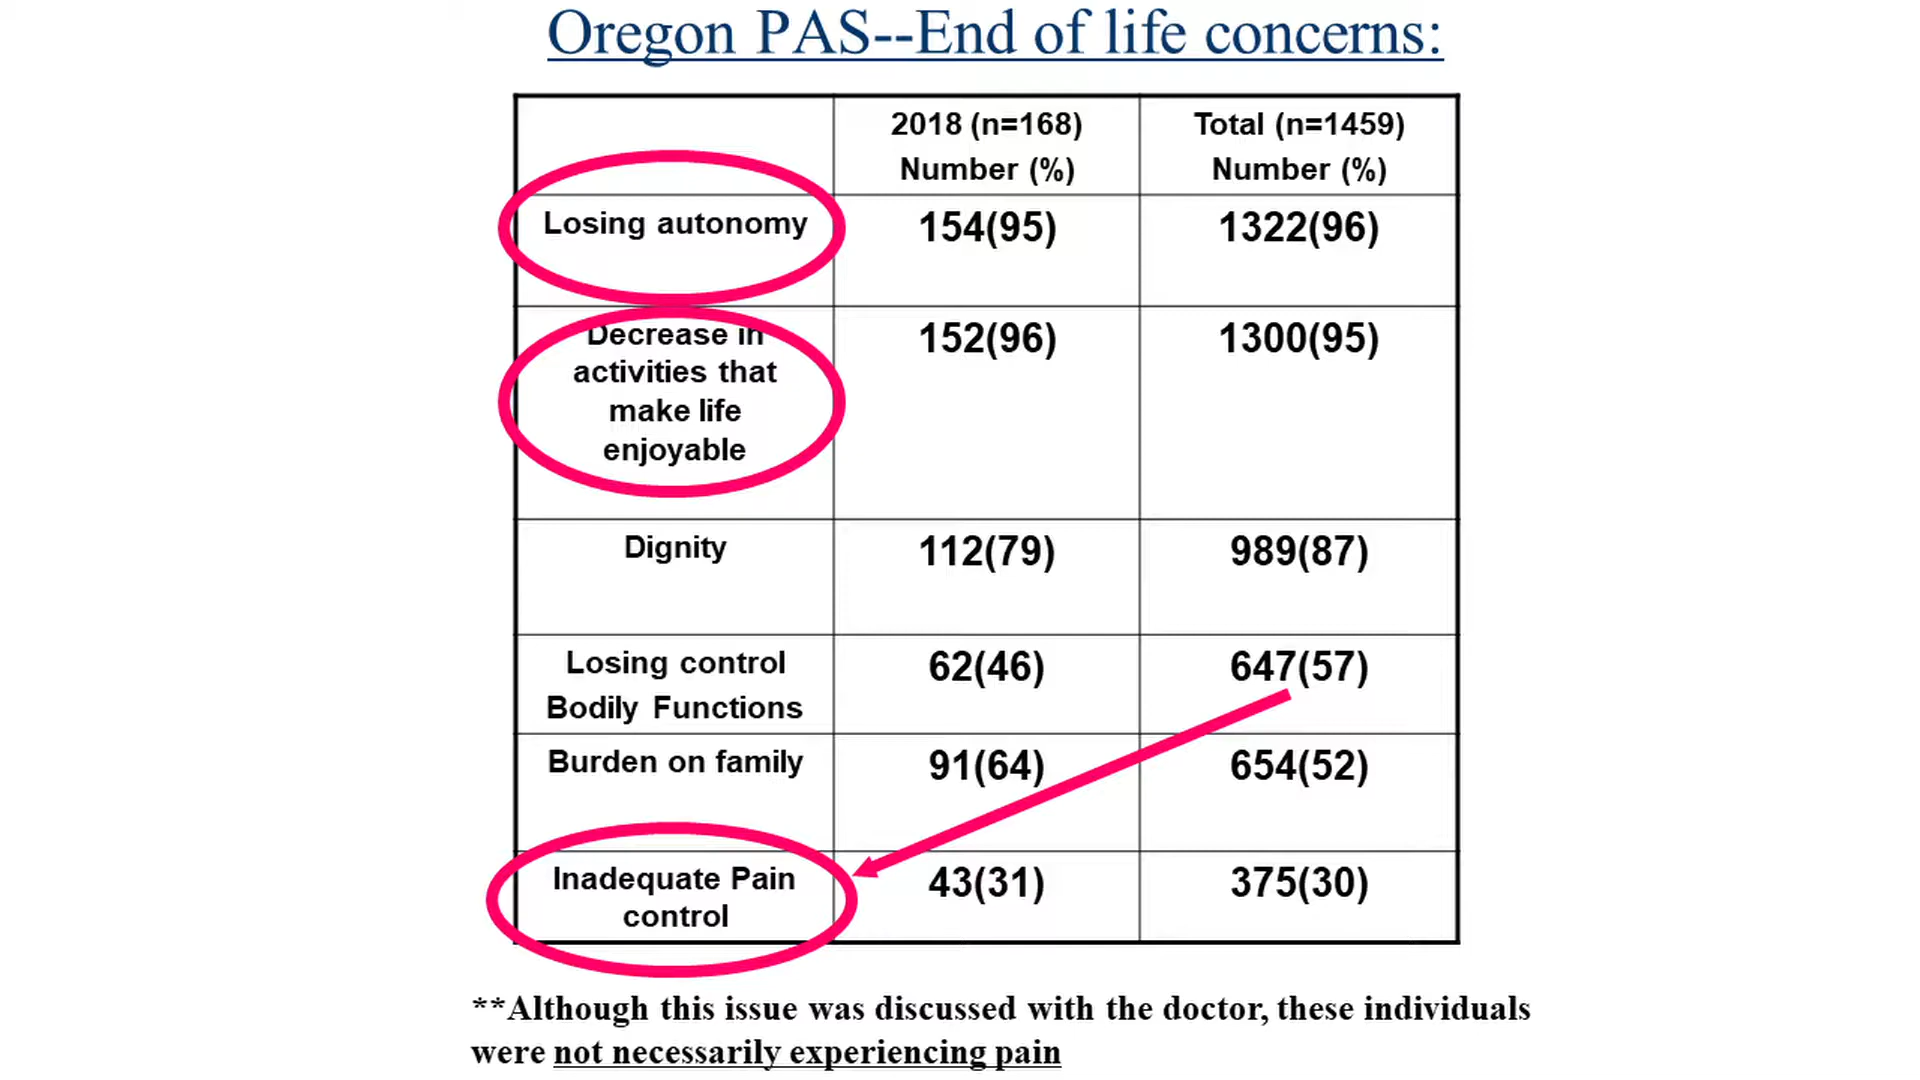 Oregon PAS--End of life concerns:
2018 (n=168)
Number (%)
Total (n=1459)
Number (%)
Losing autonomy
154(95)
1322(96)
Decrease in
activities that
make life
enjoyable
152(96)
1300(95)
Dignity
112(79)
989(87)
Losing control
Bodily Functions
62(46)
647(57)
Burden on family
91(64)
654(52)
Inadequate Pain
control
43(31)
375(30)
**Although this issue was discussed with the doctor, these individuals
were not necessarily experiencing pain